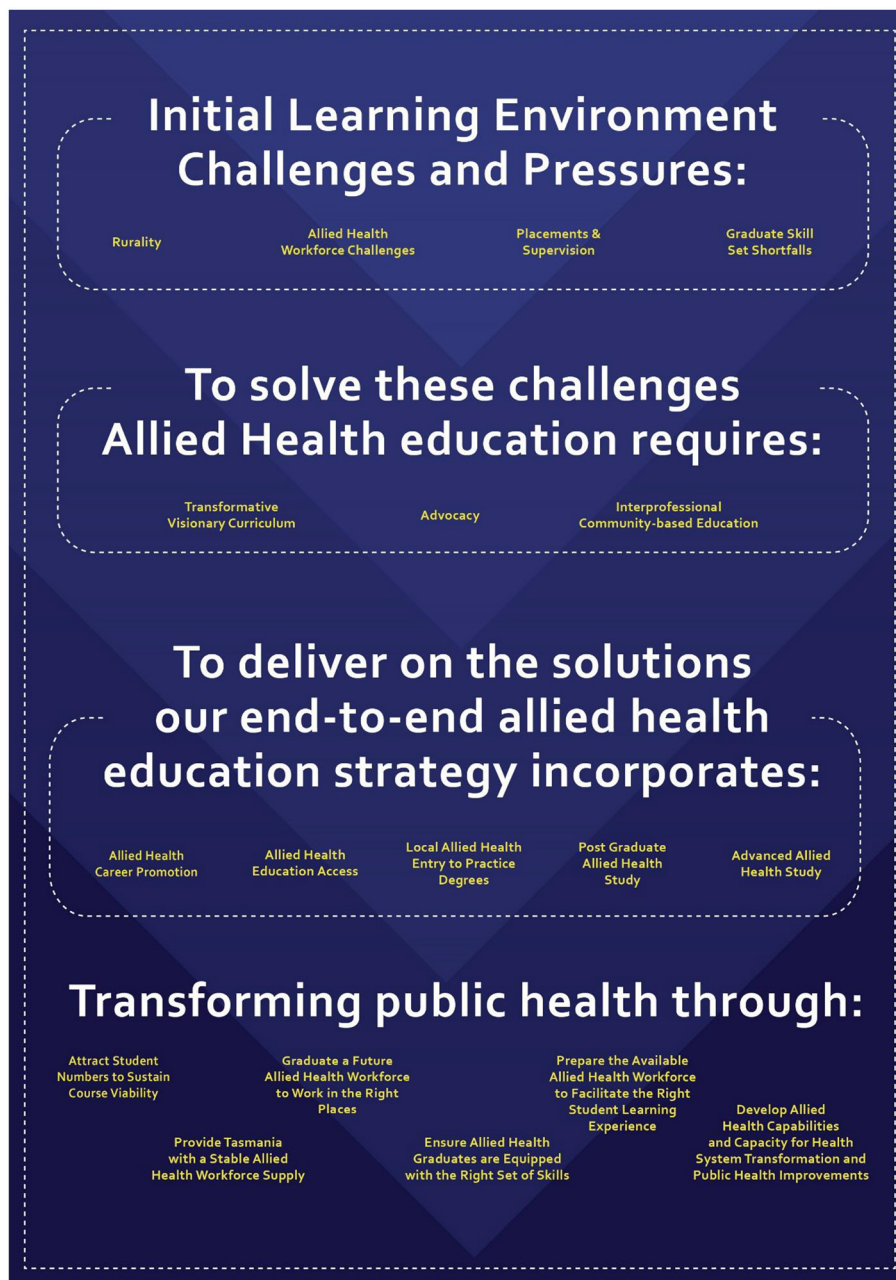 Initial Learning Environment
Challenges and Pressures:
Rurality
Allied Health
Workforce Challenges
Placements &
Supervision
Graduate Skill
Set Shortfalls
To solve these challenges
Allied Health education requires:
Transformative
Visionary Curriculum
Advocacy
Interprofessional
Community-based Education
To deliver on the solutions
our end-to-end allied health
education strategy incorporates:
Allied Health
Career Promotion
Allied Health
Education Access
Local Allied Health
Entry to Practice
Degrees
Post Graduate
Allied Health
Study
Advanced Allied
Health Study
Transforming public health through:
Attract Student
Numbers to Sustain
Course Viability
Provide Tasmania
with a Stable Allied
Health Workforce Supply
Graduate a Future
Allied Health Workforce
to Work in the Right
Places
Ensure Allied Health
Graduates are Equipped
with the Right Set of Skills
Prepare the Available
Allied Health Workforce
to Facilitate the Right
Student Learning
Experience
Develop Allied
Health Capabilities
and Capacity for Health
System Transformation and
Public Health Improvements